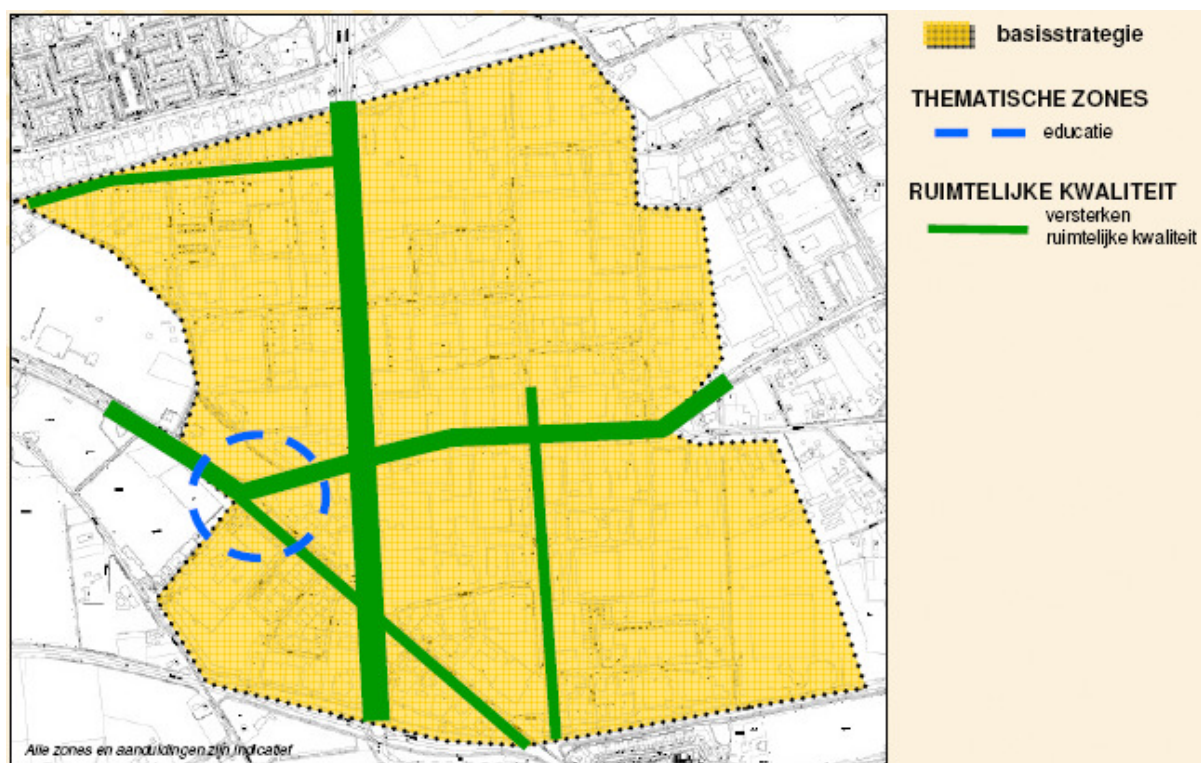 basisstrategie
THEMATISCHE ZONES
educatie
RUIMTELIJKE KWALITEIT
versterken
ruimtelijke kwaliteit
Alle zones en aanduidingen zijn indicatief